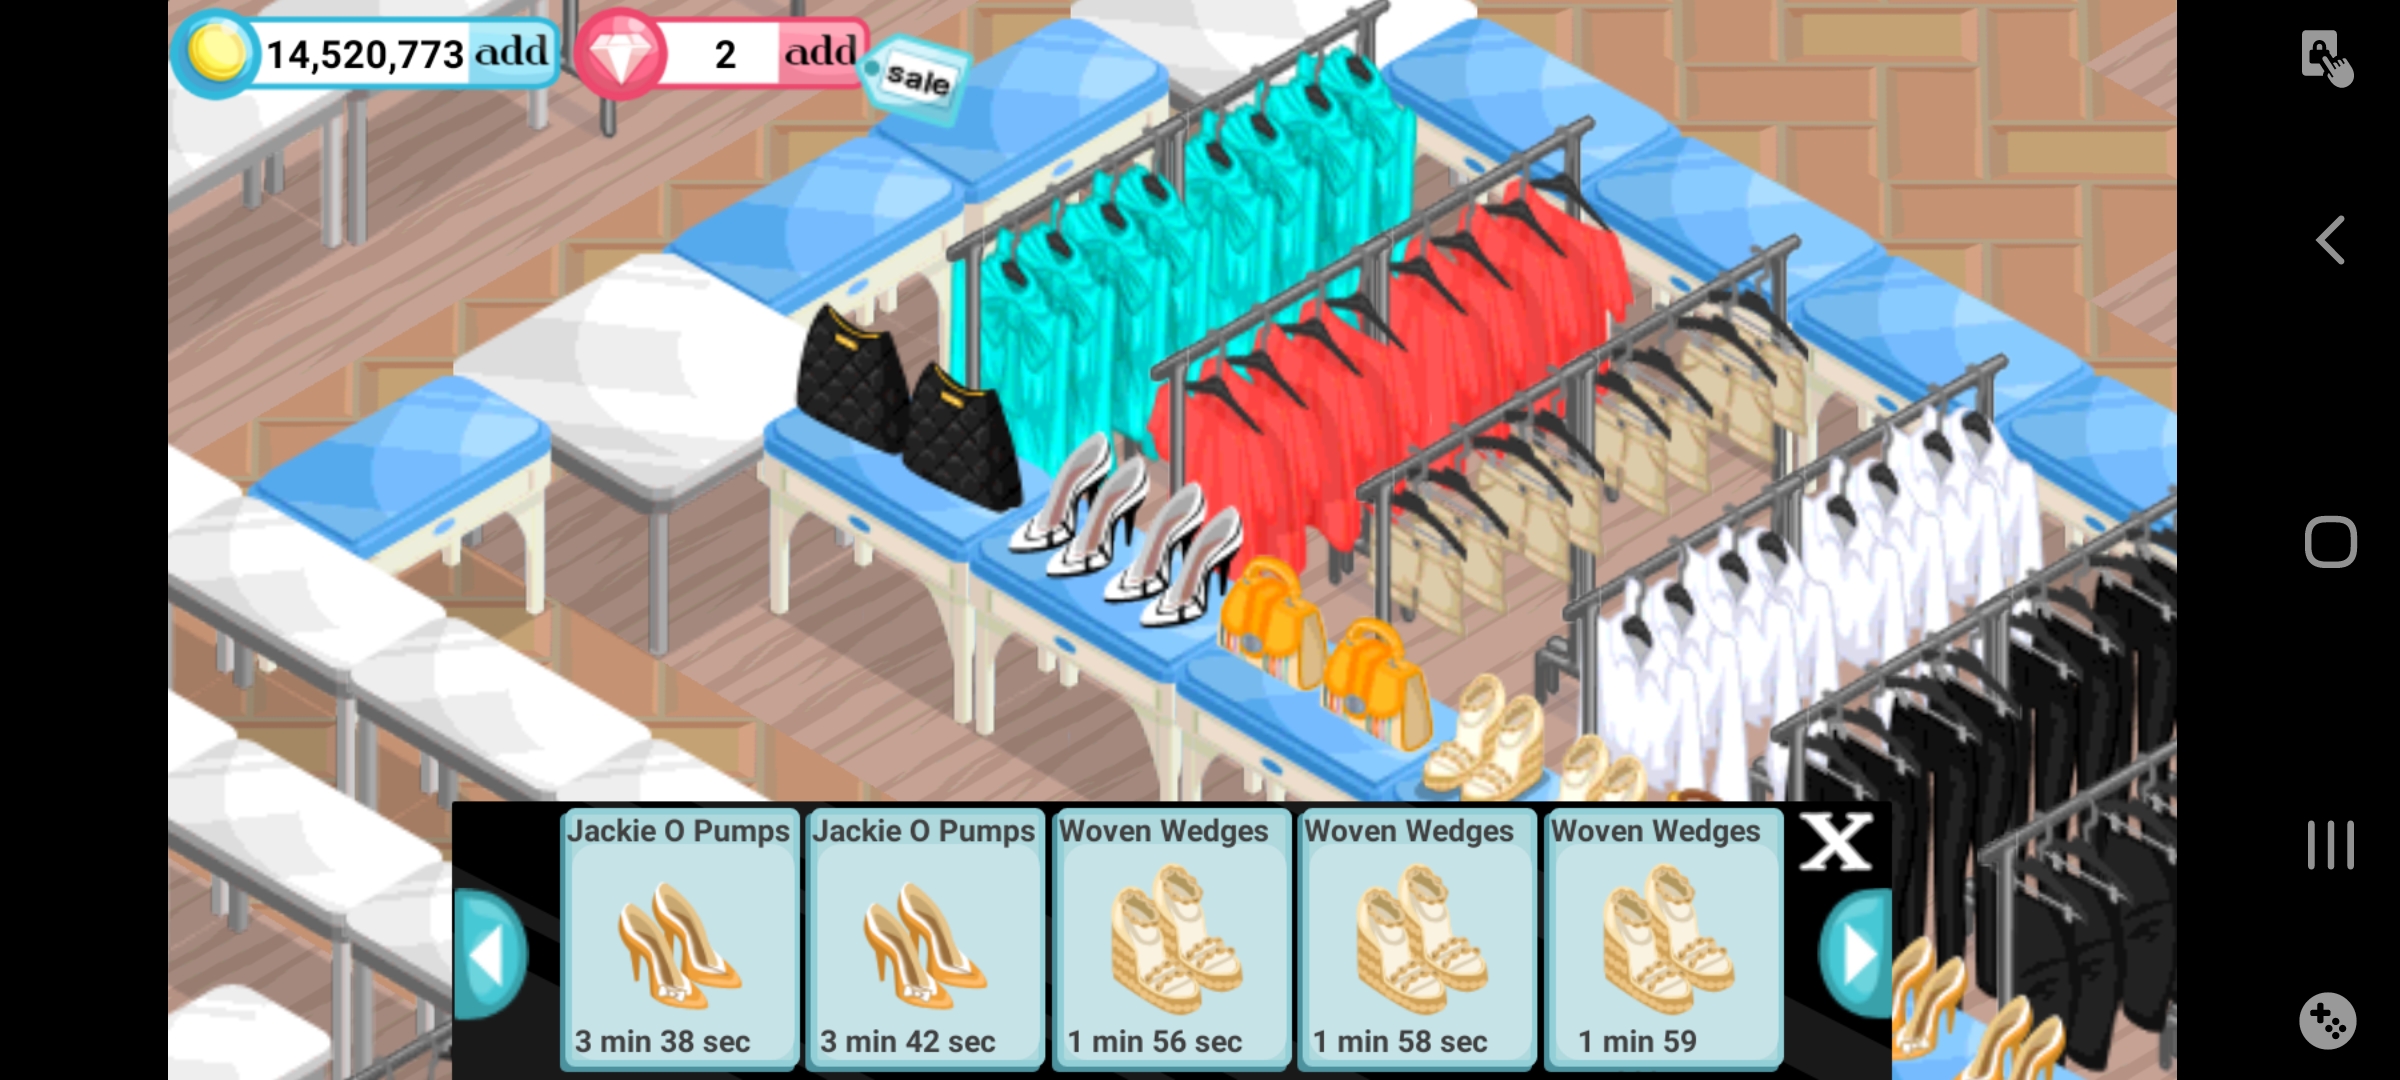 14,520,773 add
2 add
sale
Jackie O Pumps
3 min 38 sec
Jackie O Pumps
3 min 42 sec
Woven Wedges
1 min 56 sec
Woven Wedges
1 min 58 sec
Woven Wedges
1 min 59
X